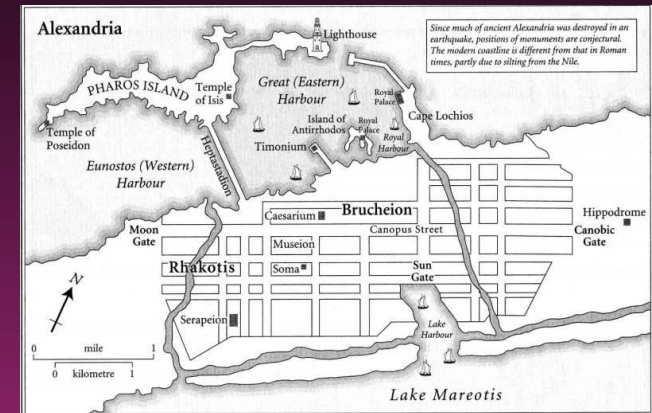 Alexandria
Lighthouse
Since much of ancient Alexandria was destroyed in an
earthquake, positions of monuments are conjectural.
The modern coastline is different from that in Roman
times, partly due to silting from the Nile.
PHAROS ISLAND
Temple
of Isis
Great (Eastern)
Harbour
Royal
Palace
Cape Lochios
Temple of
Poseidon
Island of
Antirrhodos
Royal
Palace
Royal
Harbour
Timonium
Heptastadion
Eunostos (Western)
Harbour
Caesarium
Brucheion
Hippodrome
Moon
Gate
Canopus Street
Canobic
Gate
Museion
Rhakotis
Soma
Sun
Gate
N
Serapeion
Lake
Harbour
0 mile 1
0 kilometre 1
Lake Mareotis